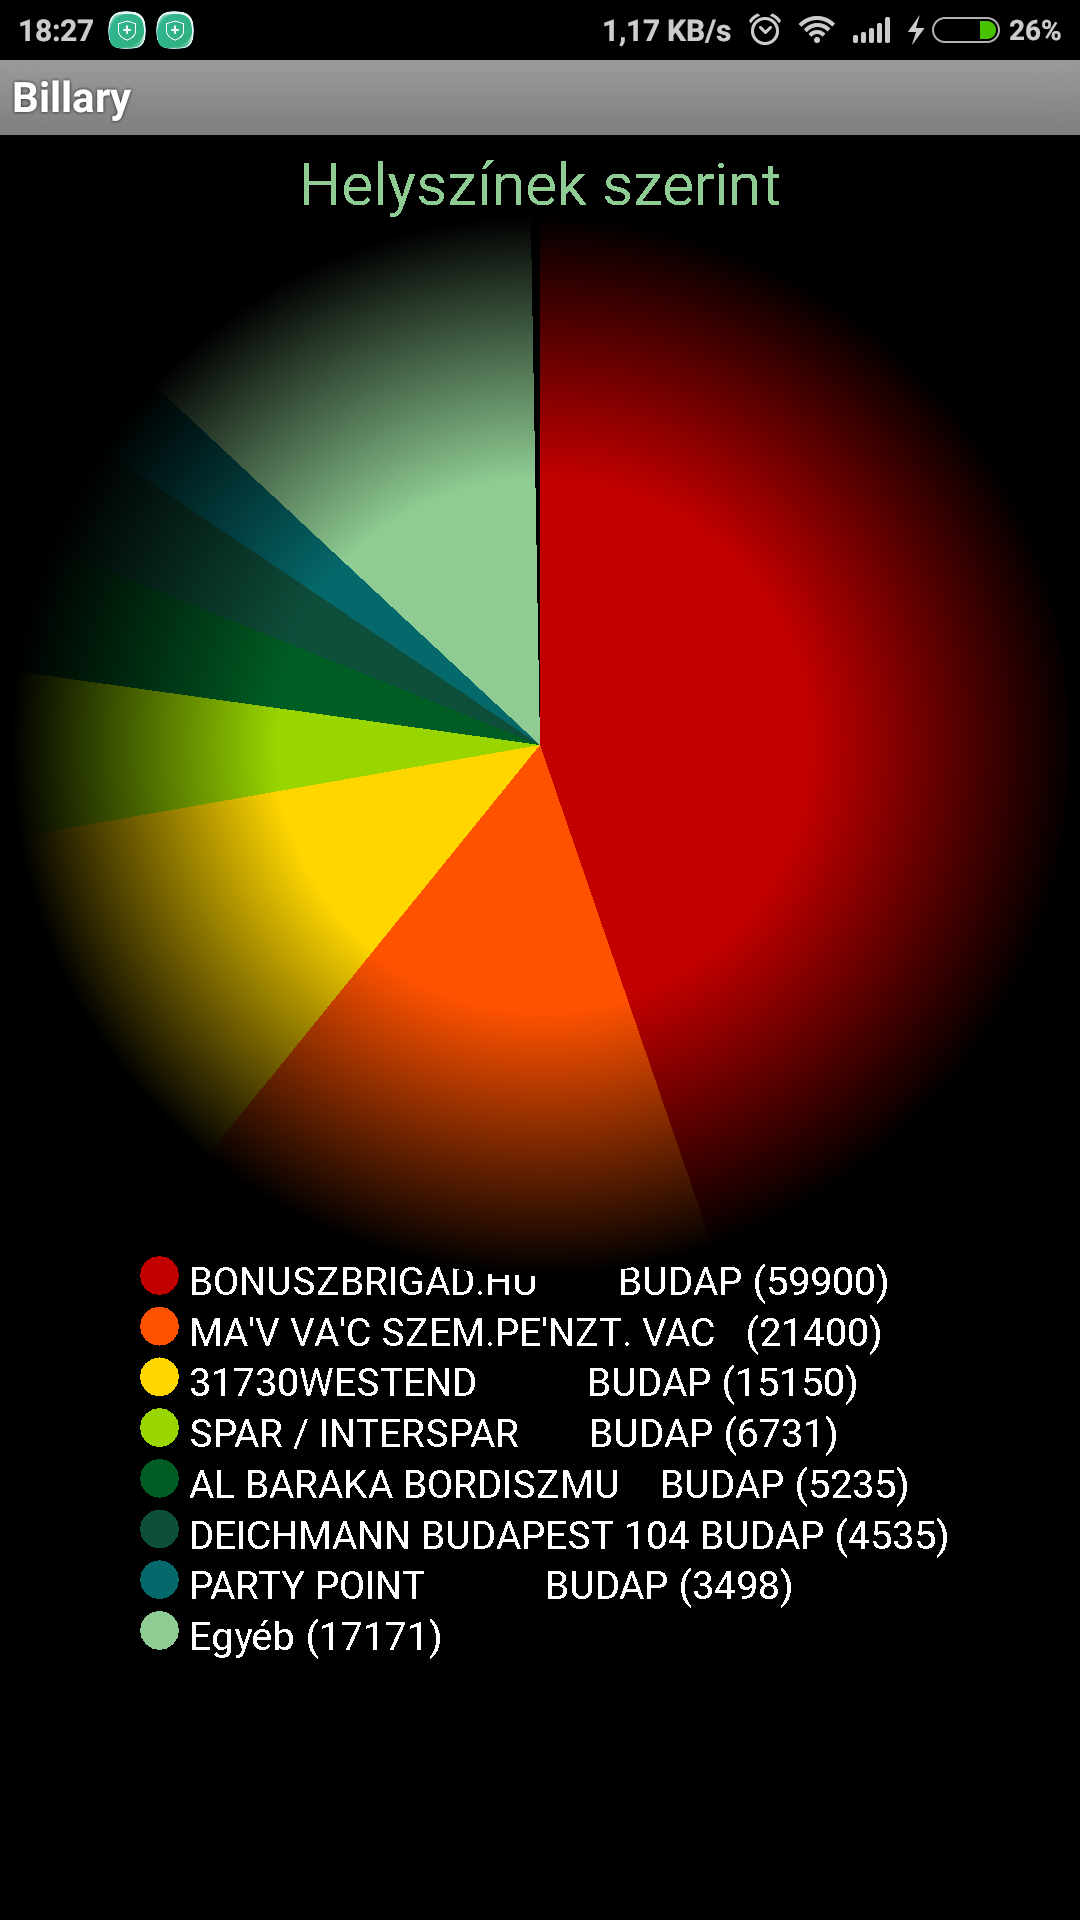 18:27 1,17 KB/s 26%
Billary
Helyszínek szerint
BONUSZBRIGAD.HU BUDAP (59900)
MA'V VA'C SZEM.PE'NZT. VAC (21400)
31730WESTEND BUDAP (15150)
SPAR / INTERSPAR BUDAP (6731)
AL BARAKA BORDISZMU BUDAP (5235)
DEICHMANN BUDAPEST 104 BUDAP (4535)
PARTY POINT BUDAP (3498)
Egyéb (17171)